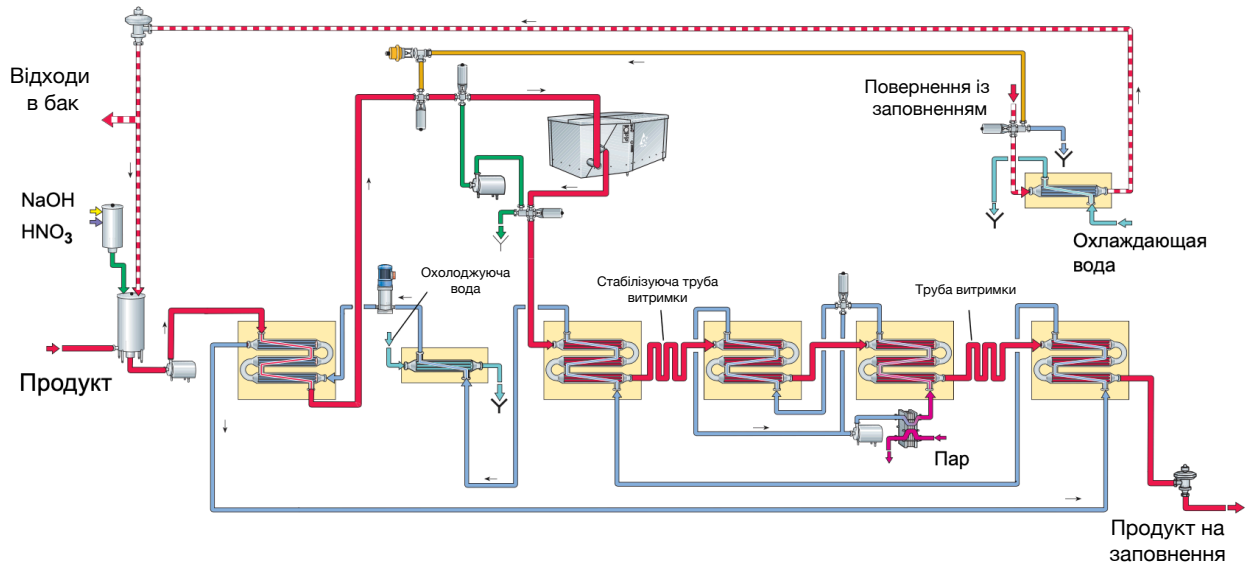 Відходи
в бак
Повернення із
заповненням
NaOH
HNO₃
Охлаждающая
вода
Охолоджуюча
вода
Стабілізуюча труба
витримки
Труба витримки
Продукт
Пар
Продукт на
заповнення